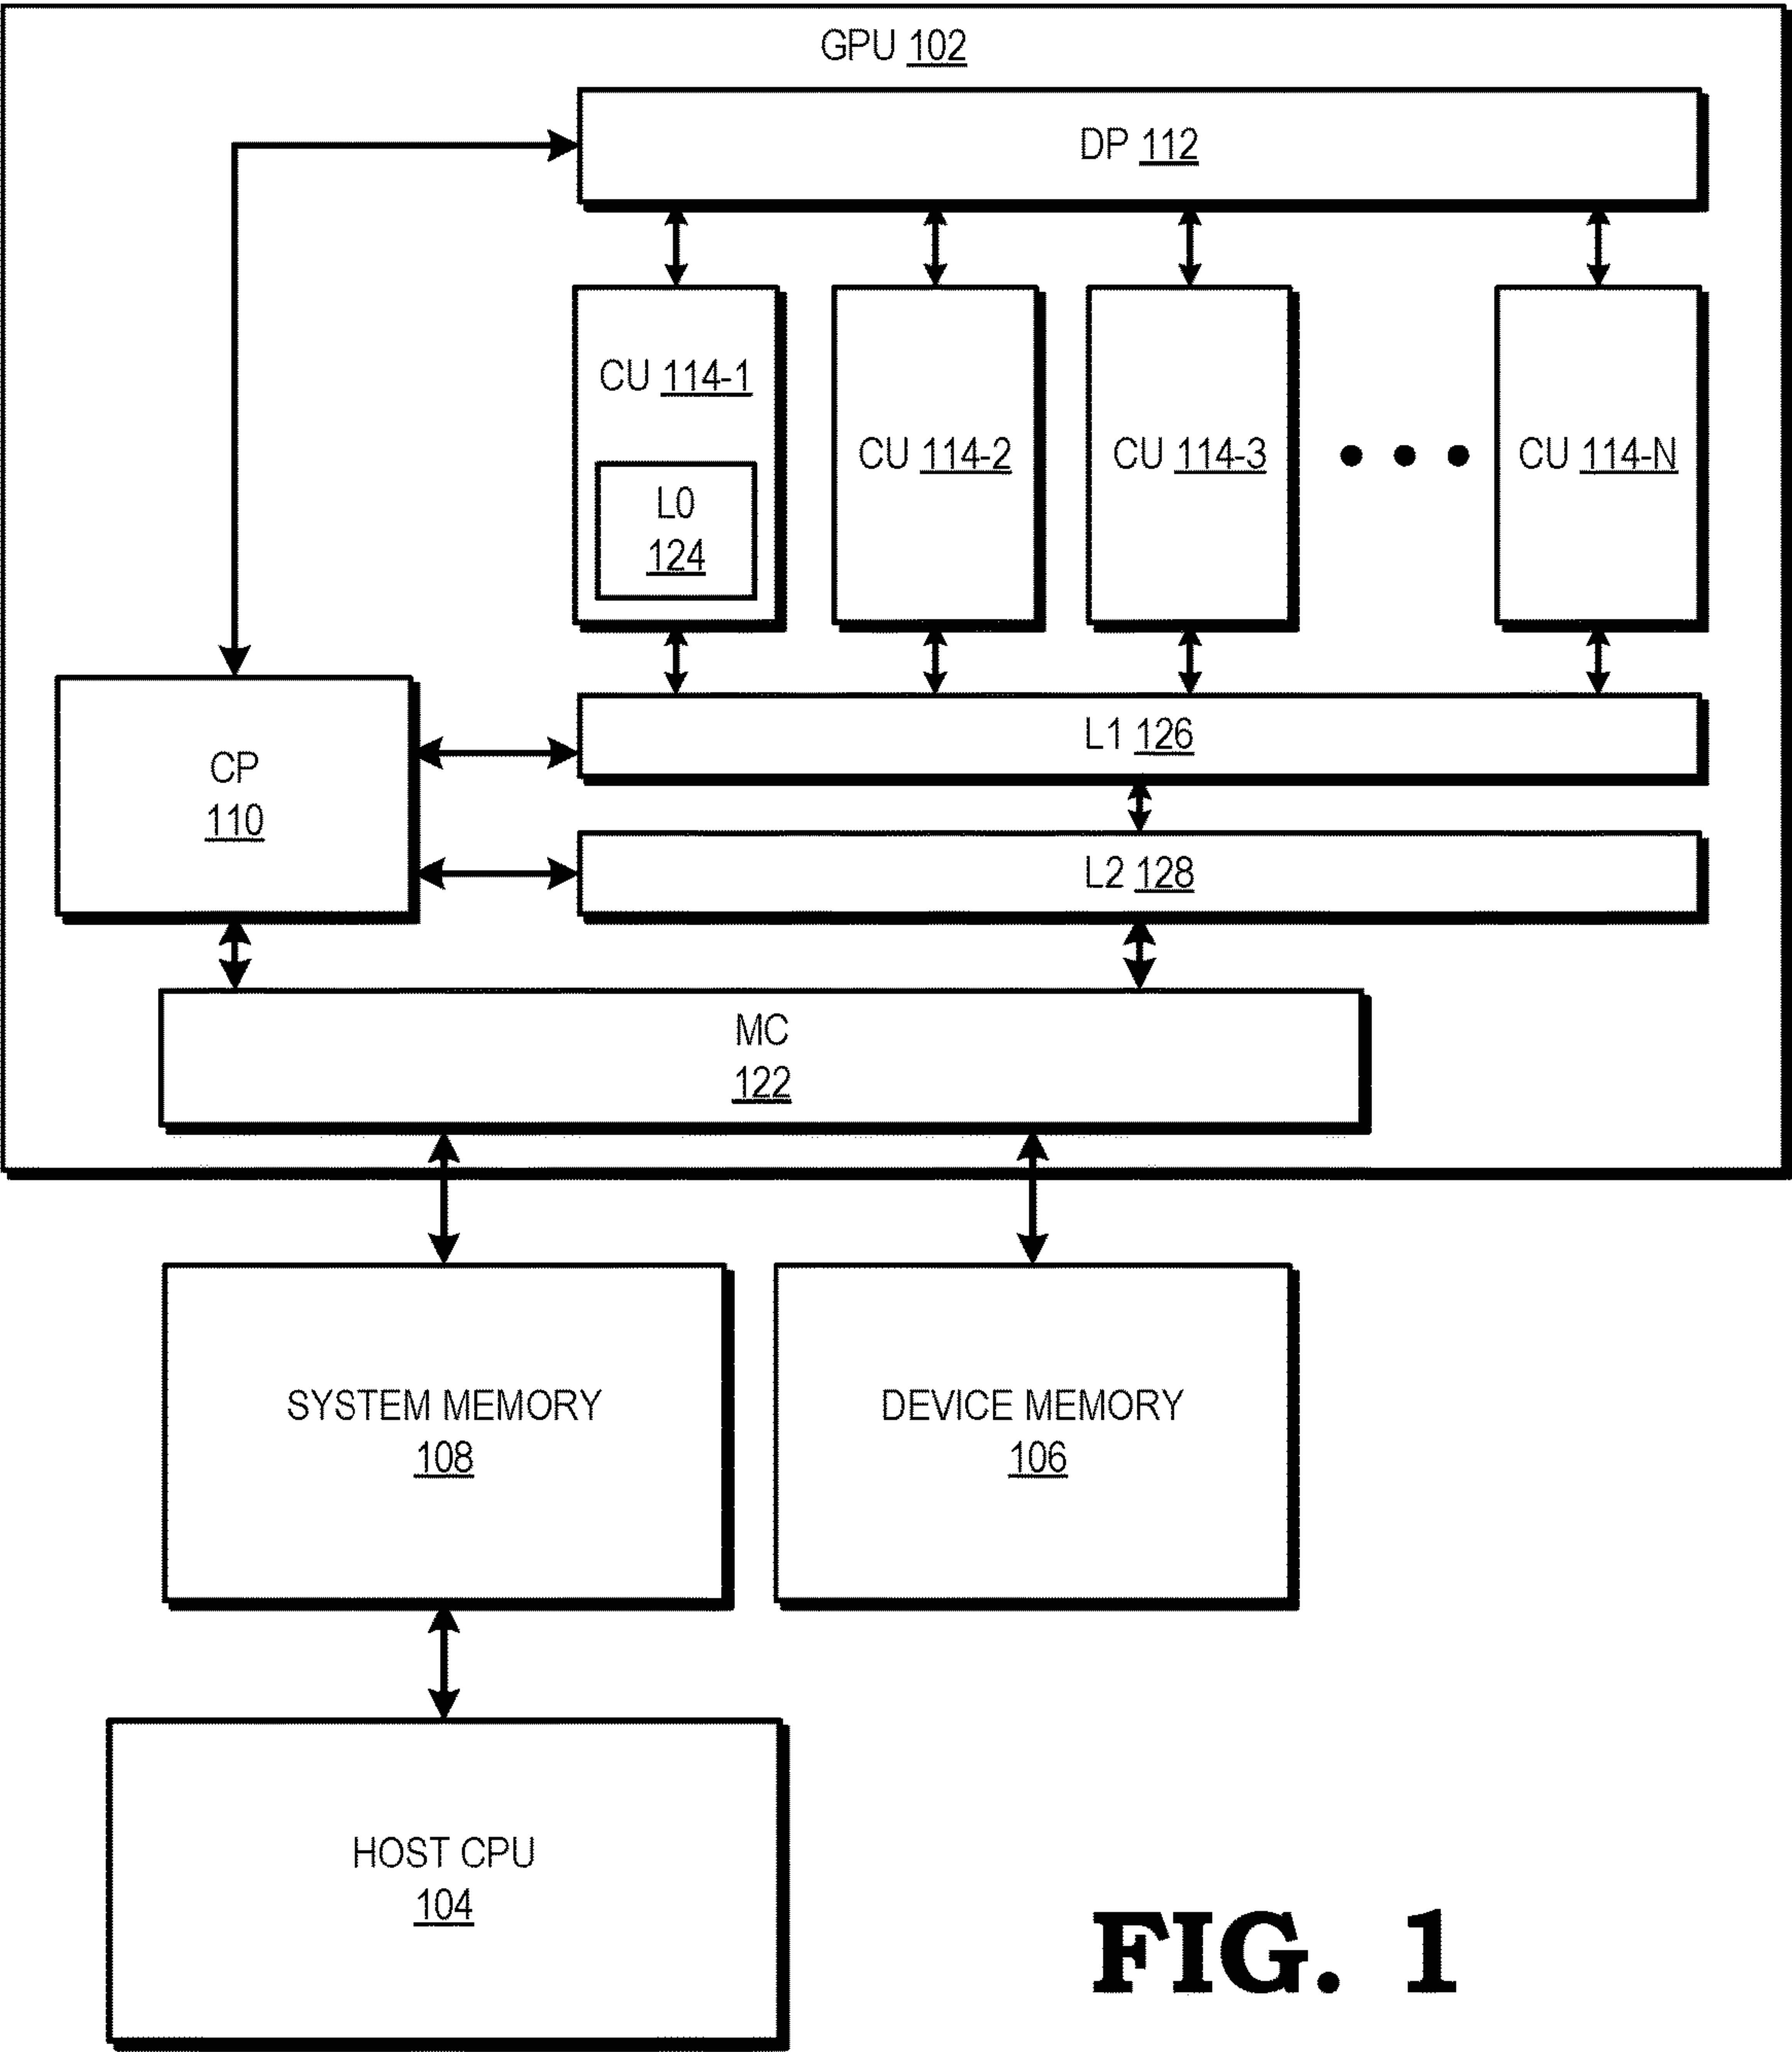 GPU 102
DP 112
CU 114-1
L0
124
CU 114-2
CU 114-3
CU 114-N
L1 126
CP
110
L2 128
MC
122
SYSTEM MEMORY
108
DEVICE MEMORY
106
HOST CPU
104
FIG. 1